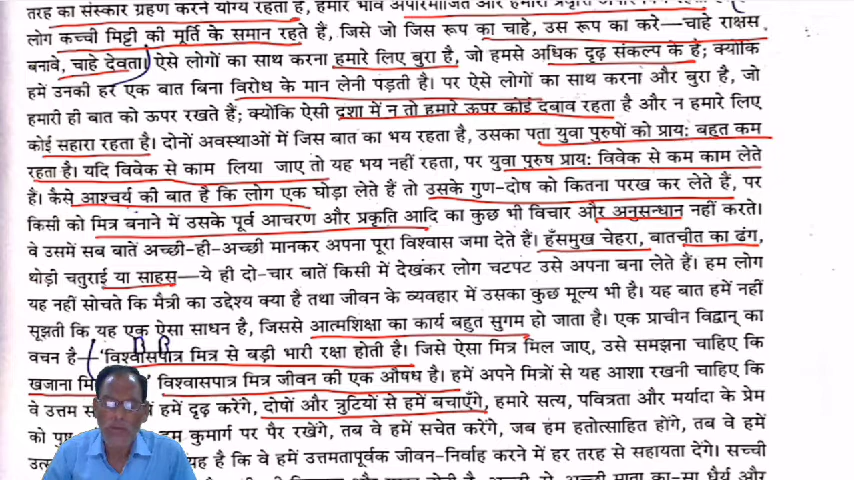 तरह का संस्कार ग्रहण करने योग्य रहता है, हमारे भाव अपरिमार्जित और हमारी प्रवृत्ति
लोग कच्ची मिट्टी की मूर्ति के समान रहते हैं, जिसे जो जिस रूप का चाहे, उस रूप का करे—चाहे राक्षस
बनावे, चाहे देवता। ऐसे लोगों का साथ करना हमारे लिए बुरा है, जो हमसे अधिक दृढ़ संकल्प के हैं; क्योंकि
हमें उनकी हर एक बात बिना विरोध के मान लेनी पड़ती है। पर ऐसे लोगों का साथ करना और बुरा है, जो
हमारी ही बात को ऊपर रखते हैं; क्योंकि ऐसी दशा में न तो हमारे ऊपर कोई दबाव रहता है और न हमारे लिए
कोई सहारा रहता है। दोनों अवस्थाओं में जिस बात का भय रहता है, उसका पता युवा पुरुषों को प्राय: बहुत कम
रहता है। यदि विवेक से काम लिया जाए तो यह भय नहीं रहता, पर युवा पुरुष प्राय: विवेक से कम काम लेते
हैं। कैसे आश्चर्य की बात है कि लोग एक घोड़ा लेते हैं तो उसके गुण-दोष को कितना परख कर लेते हैं, पर
किसी को मित्र बनाने में उसके पूर्व आचरण और प्रकृति आदि का कुछ भी विचार और अनुसन्धान नहीं करते।
वे उसमें सब बातें अच्छी-ही-अच्छी मानकर अपना पूरा विश्वास जमा देते हैं। हँसमुख चेहरा, बातचीत का ढंग,
थोड़ी चतुराई या साहस—ये ही दो-चार बातें किसी में देखकर लोग चटपट उसे अपना बना लेते हैं। हम लोग
यह नहीं सोचते कि मैत्री का उद्देश्य क्या है तथा जीवन के व्यवहार में उसका कुछ मूल्य भी है। यह बात हमें नहीं
सूझती कि यह एक ऐसा साधन है, जिससे आत्मशिक्षा का कार्य बहुत सुगम हो जाता है। एक प्राचीन विद्वान् का
वचन है—‘विश्वासपात्र मित्र से बड़ी भारी रक्षा होती है। जिसे ऐसा मित्र मिल जाए, उसे समझना चाहिए कि
खजाना मि ’ विश्वासपात्र मित्र जीवन की एक औषध है। हमें अपने मित्रों से यह आशा रखनी चाहिए कि
वे उत्तम हमें दृढ़ करेंगे, दोषों और त्रुटियों से हमें बचाएँगे, हमारे सत्य, पवित्रता और मर्यादा के प्रेम
को कुमार्ग पर पैर रखेंगे, तब वे हमें सचेत करेंगे, जब हम हतोत्साहित होंगे, तब वे हमें
यह है कि वे हमें उत्तमतापूर्वक जीवन-निर्वाह करने में हर तरह से सहायता देंगे। सच्ची